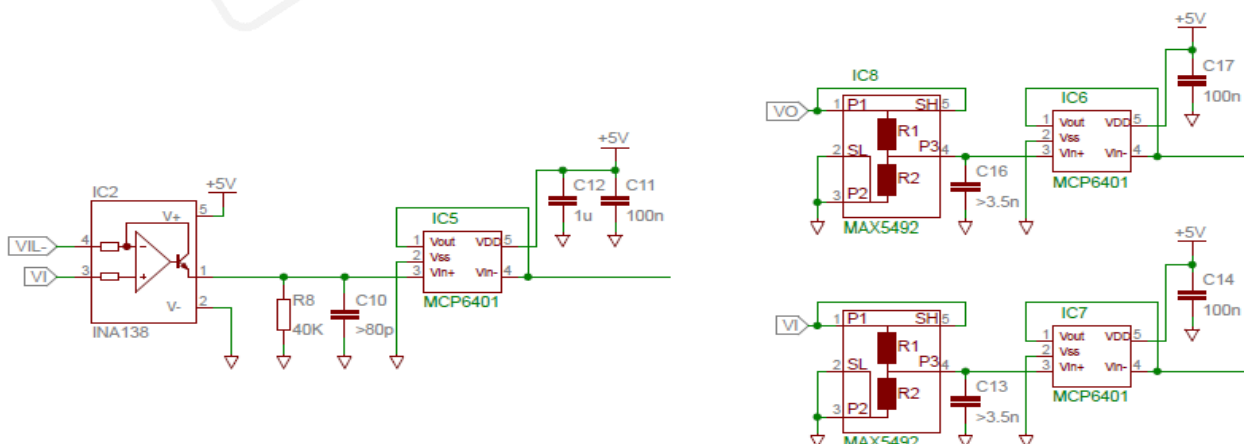 IC2
+5V
V+
5
VIL-
4
VI
3
1
V-
2
INA138
R8
40K
C10
>80p
IC5
1 Vout VDD 5
2 Vss
3 Vin+ Vin- 4
MCP6401
+5V
C12
1u
C11
100n
IC8
VO
1 P1 SH 5
R1
2 SL P3 4
R2
3 P2
MAX5492
C16
>3.5n
IC6
1 Vout VDD 5
2 Vss
3 Vin+ Vin- 4
MCP6401
+5V
C17
100n
VI
1 P1 SH 5
R1
2 SL P3 4
R2
3 P2
MAX5492
C13
>3.5n
IC7
1 Vout VDD 5
2 Vss
3 Vin+ Vin- 4
MCP6401
+5V
C14
100n